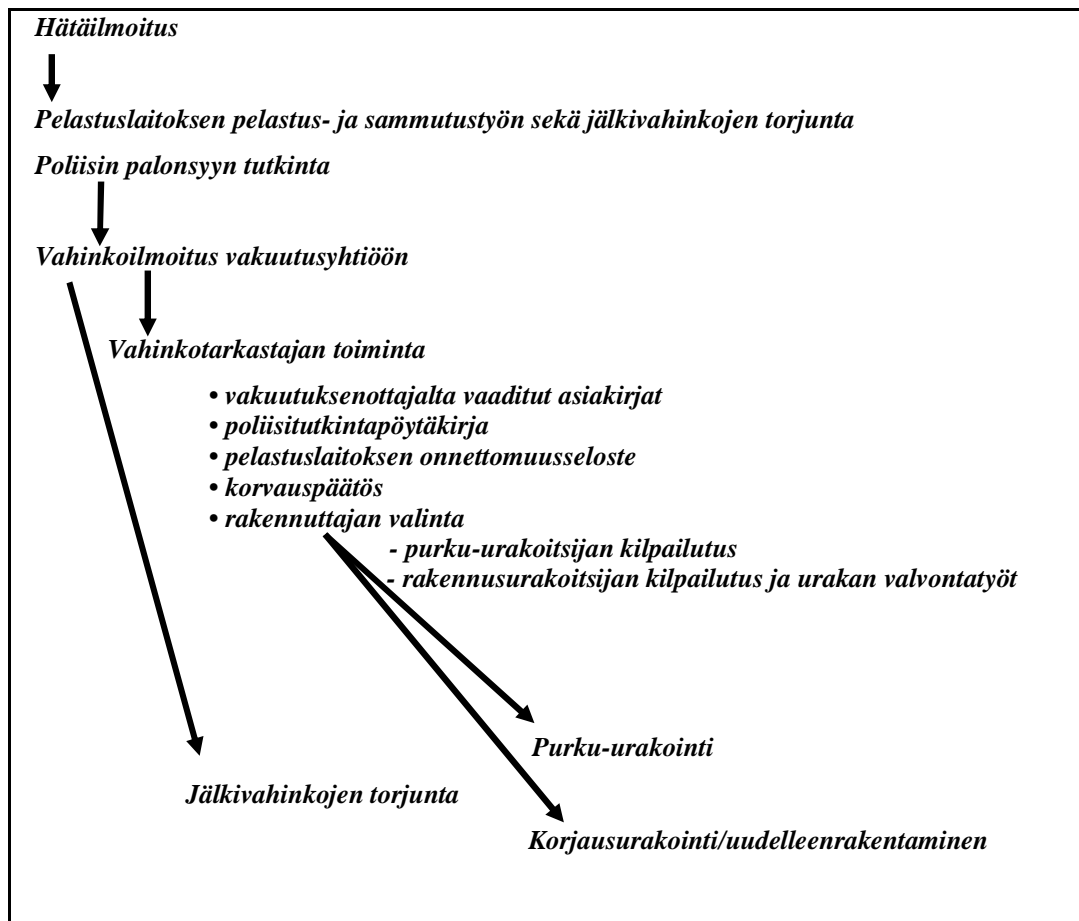 Hätäilmoitus
Pelastuslaitoksen pelastus- ja sammutustyön sekä jälkivahinkojen torjunta
Poliisin palonsyyn tutkinta
Vahinkoilmoitus vakuutusyhtiöön
Vahinkotarkastajan toiminta
• vakuutuksenottajalta vaaditut asiakirjat
• poliisitutkintapöytäkirja
• pelastuslaitoksen onnettomuusseloste
• korvauspäätös
• rakennuttajan valinta
- purku-urakoitsijan kilpailutus
- rakennusurakoitsijan kilpailutus ja urakan valvontatyöt
Purku-urakointi
Jälkivahinkojen torjunta
Korjausurakointi/uudelleenrakentaminen